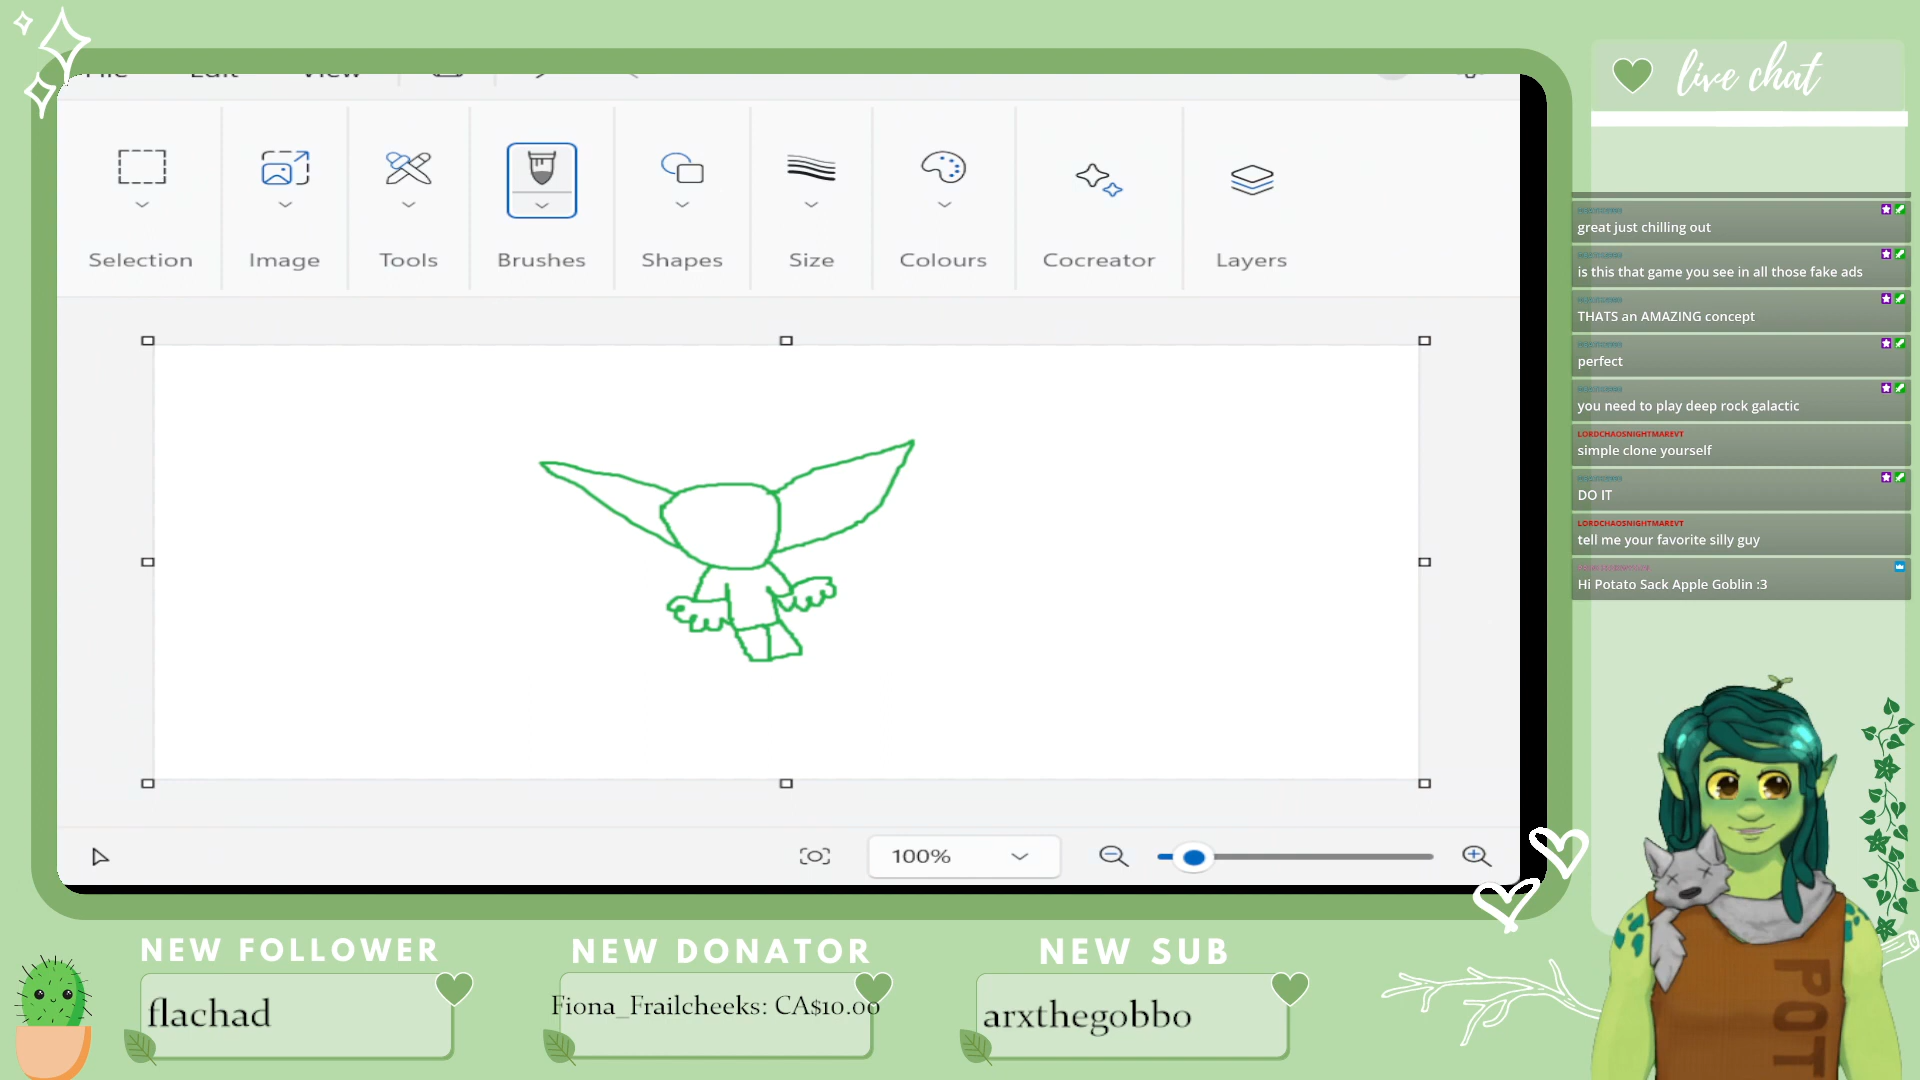 File Edit View
live chat
Selection Image Tools Brushes Shapes Size Colours Cocreator Layers
great just chilling out
is this that game you see in all those fake ads
THATS an AMAZING concept
perfect
you need to play deep rock galactic
LORDCHAOSNIGHTMAREVT
simple clone yourself
DO IT
LORDCHAOSNIGHTMAREVT
tell me your favorite silly guy
Hi Potato Sack Apple Goblin :3
100%
POT
NEW FOLLOWER
flachad
NEW DONATOR
Fiona_Frailcheeks: CA$10.00
NEW SUB
arxthegobbo